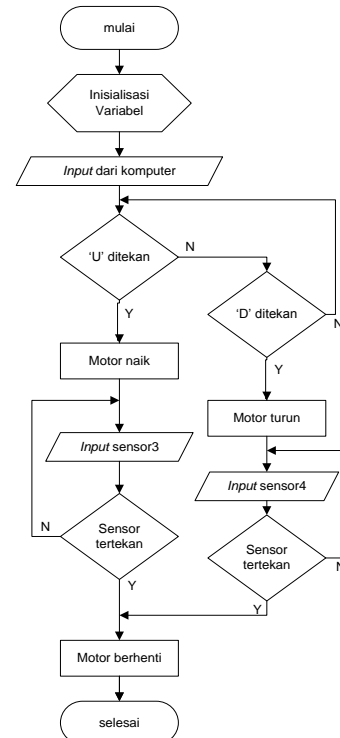 mulai
Inisialisasi
Variabel
Input dari komputer
'U' ditekan
N
Y
'D' ditekan
N
Y
Motor naik
Motor turun
Input sensor3
Input sensor4
Sensor
tertekan
N
Y
Sensor
tertekan
N
Y
Motor berhenti
selesai